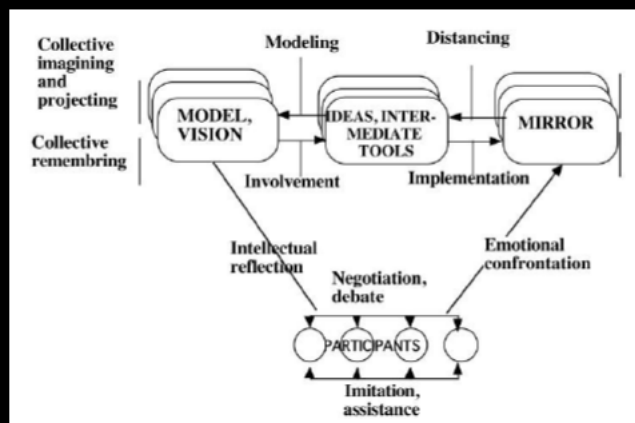 Collective
imagining
and
projecting
Collective
remembring
Modeling
Distancing
MODEL,
VISION
IDEAS, INTER-
MEDIATE
TOOLS
MIRROR
Involvement
Implementation
Intellectual
reflection
Emotional
confrontation
Negotiation,
debate
PARTICIPANTS
Imitation,
assistance